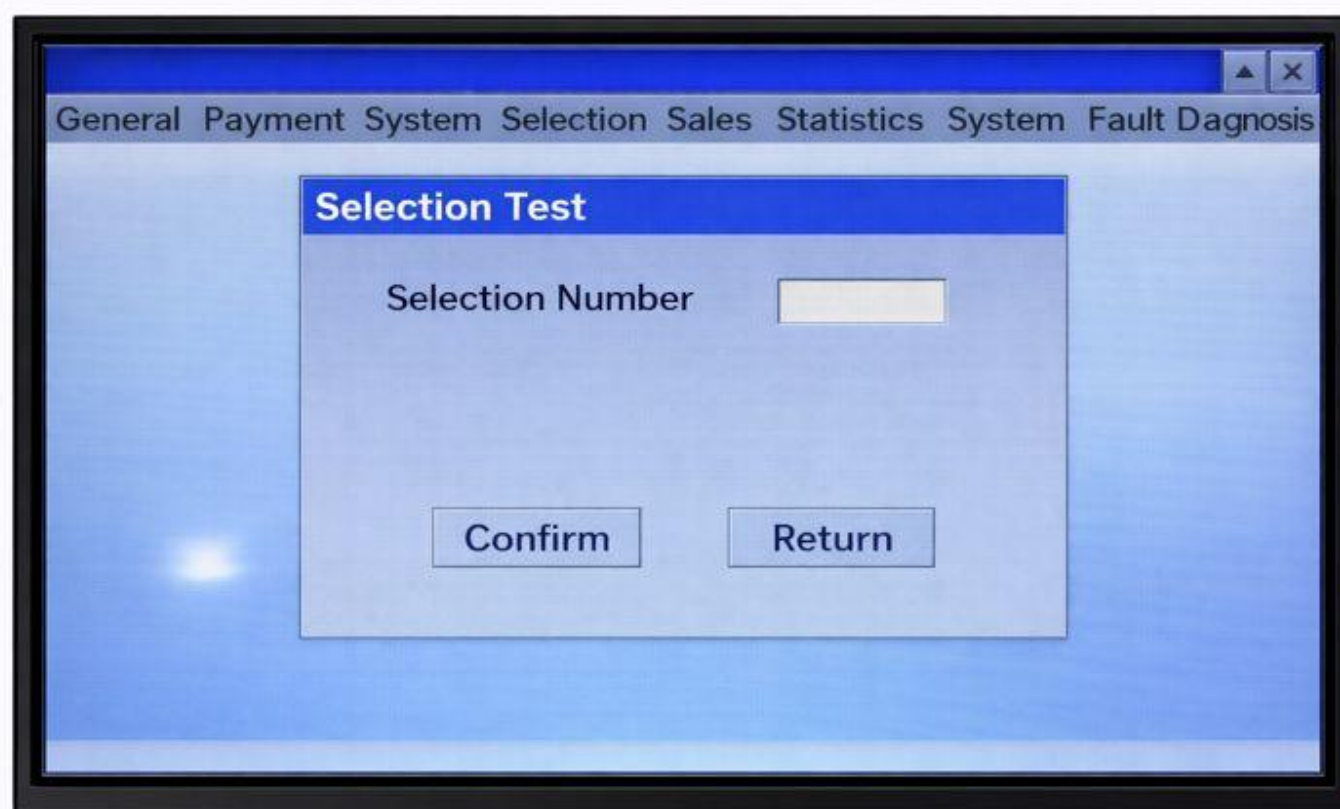 General Payment System Selection Sales Statistics System Fault Dagnosis
Selection Test
Selection Number
Confirm Return